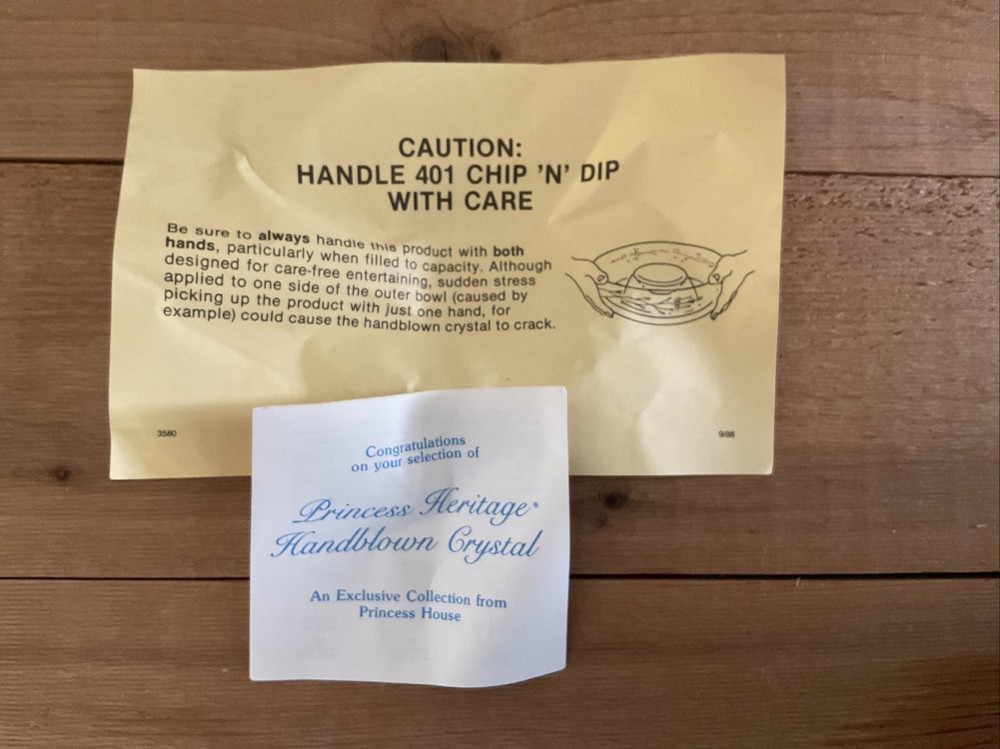 CAUTION:
HANDLE 401 CHIP 'N' DIP
WITH CARE
Be sure to always handle this product with both
hands, particularly when filled to capacity. Although
designed for care-free entertaining, sudden stress
applied to one side of the outer bowl (caused by
picking up the product with just one hand, for
example) could cause the handblown crystal to crack.
3580
9/88
Congratulations
on your selection of
Princess Heritage®
Handblown Crystal
An Exclusive Collection from
Princess House